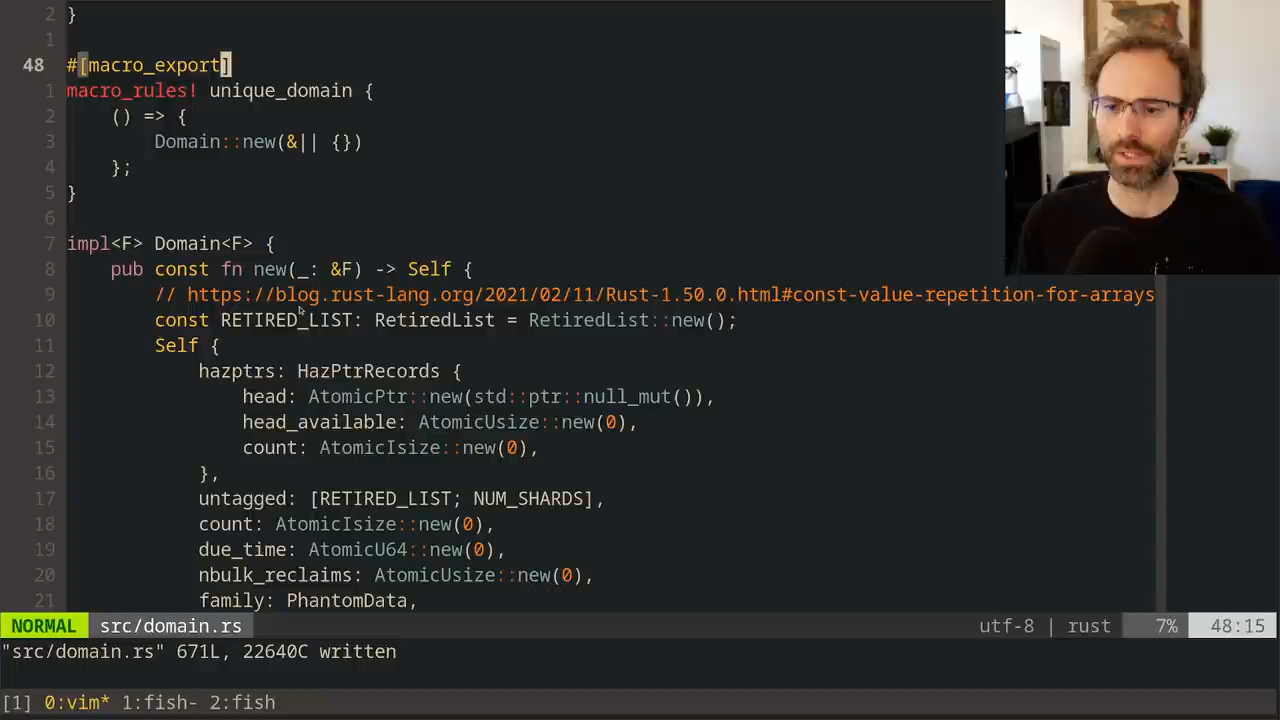 2 }
1
48 #[macro_export]
1 macro_rules! unique_domain {
2 () => {
3 Domain::new(&|| {})
4 };
5 }
6
7 impl<F> Domain<F> {
8 pub const fn new(_: &F) -> Self {
9 // https://blog.rust-lang.org/2021/02/11/Rust-1.50.0.html#const-value-repetition-for-arrays
10 const RETIRED_LIST: RetiredList = RetiredList::new();
11 Self {
12 hazptrs: HazPtrRecords {
13 head: AtomicPtr::new(std::ptr::null_mut()),
14 head_available: AtomicUsize::new(0),
15 count: AtomicIsize::new(0),
16 },
17 untagged: [RETIRED_LIST; NUM_SHARDS],
18 count: AtomicIsize::new(0),
19 due_time: AtomicU64::new(0),
20 nbulk_reclaims: AtomicUsize::new(0),
21 family: PhantomData,
NORMAL src/domain.rs utf-8 | rust 7% 48:15
"src/domain.rs" 671L, 22640C written
[1] 0:vim* 1:fish- 2:fish